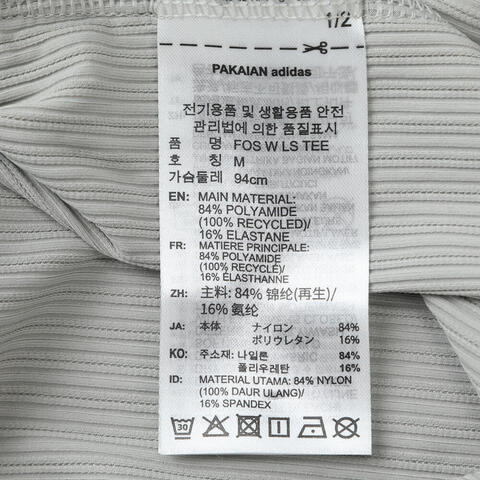 1/2
PAKAIAN adidas
전기용품 및 생활용품 안전
관리법에 의한 품질표시
품 명 FOS W LS TEE
호 칭 M
가슴둘레 94cm
EN: MAIN MATERIAL:
84% POLYAMIDE
(100% RECYCLED)/
16% ELASTANE
FR: MATIERE PRINCIPALE:
84% POLYAMIDE
(100% RECYCLÉ)/
16% ÉLASTHANNE
ZH: 主料: 84% 锦纶(再生)/
16% 氨纶
JA: 本体 ナイロン 84%
ポリウレタン 16%
KO: 주소재: 나일론 84%
폴리우레탄 16%
ID: MATERIAL UTAMA: 84% NYLON
(100% DAUR ULANG)/
16% SPANDEX
30